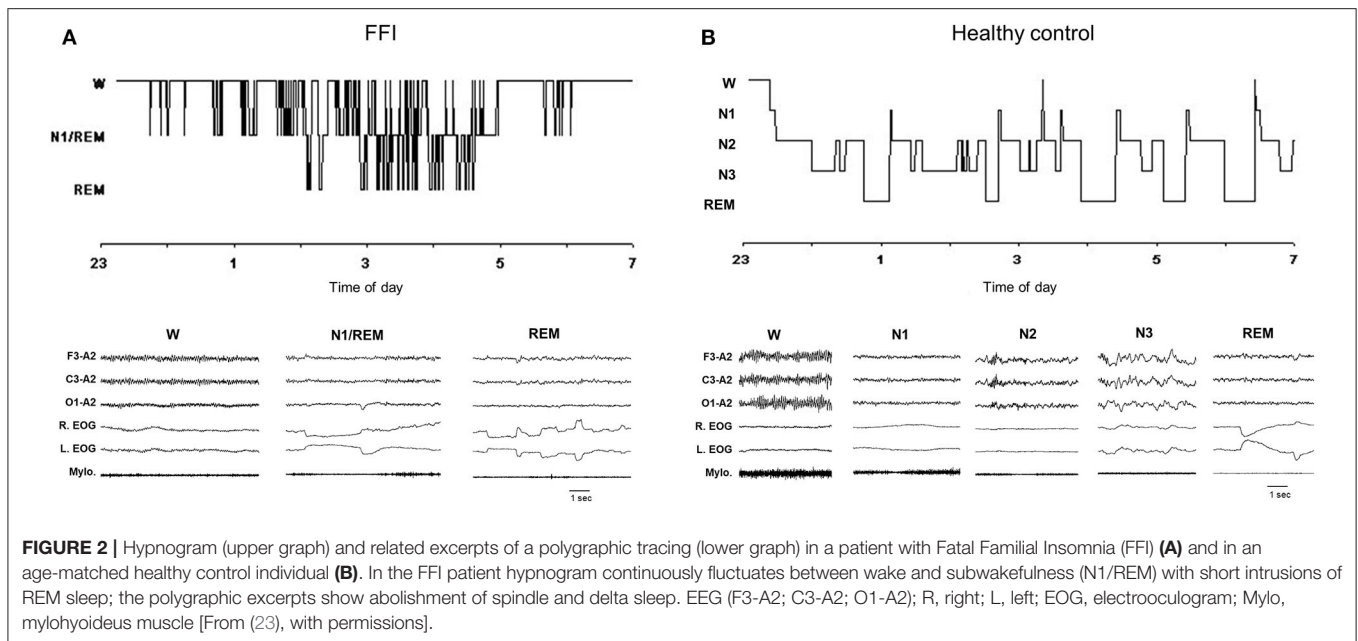 A
FFI
W
N1/REM
REM
23 1 3 5 7
Time of day
W N1/REM REM
F3-A2
C3-A2
O1-A2
R. EOG
L. EOG
Mylo.
1 sec
B
Healthy control
W
N1
N2
N3
REM
23 1 3 5 7
Time of day
W N1 N2 N3 REM
F3-A2
C3-A2
O1-A2
R. EOG
L. EOG
Mylo.
1 sec
FIGURE 2 | Hypnogram (upper graph) and related excerpts of a polygraphic tracing (lower graph) in a patient with Fatal Familial Insomnia (FFI) (A) and in an
age-matched healthy control individual (B). In the FFI patient hypnogram continuously fluctuates between wake and subwakefulness (N1/REM) with short intrusions of
REM sleep; the polygraphic excerpts show abolishment of spindle and delta sleep. EEG (F3-A2; C3-A2; O1-A2); R, right; L, left; EOG, electrooculogram; Mylo,
mylohyoideus muscle [From (23), with permissions].